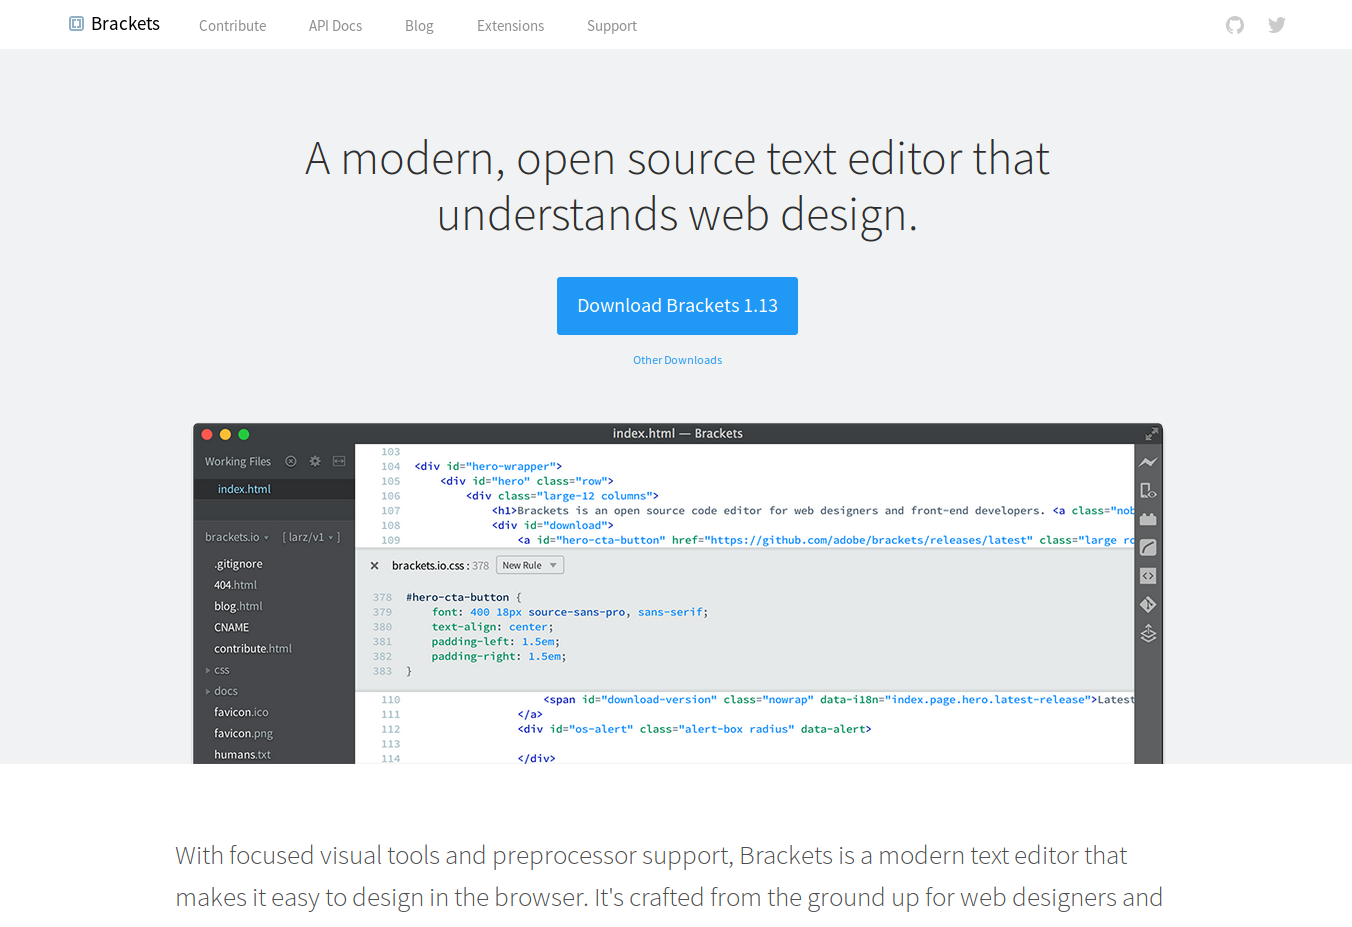 Brackets Contribute API Docs Blog Extensions Support
A modern, open source text editor that
understands web design.
Download Brackets 1.13
Other Downloads
index.html — Brackets
Working Files
index.html
brackets.io [ larz/v1 ]
.gitignore
404.html
blog.html
CNAME
contribute.html
css
docs
favicon.ico
favicon.png
humans.txt
103
104 <div id="hero-wrapper">
105 <div id="hero" class="row">
106 <div class="large-12 columns">
107 <h1>Brackets is an open source code editor for web designers and front-end developers. <a class="nob
108 <div id="download">
109 <a id="hero-cta-button" href="https://github.com/adobe/brackets/releases/latest" class="large ro
brackets.io.css : 378 New Rule
378 #hero-cta-button {
379 font: 400 18px source-sans-pro, sans-serif;
380 text-align: center;
381 padding-left: 1.5em;
382 padding-right: 1.5em;
383 }
110 <span id="download-version" class="nowrap" data-i18n="index.page.hero.latest-release">Latest
111 </a>
112 <div id="os-alert" class="alert-box radius" data-alert>
113
114 </div>
With focused visual tools and preprocessor support, Brackets is a modern text editor that
makes it easy to design in the browser. It's crafted from the ground up for web designers and